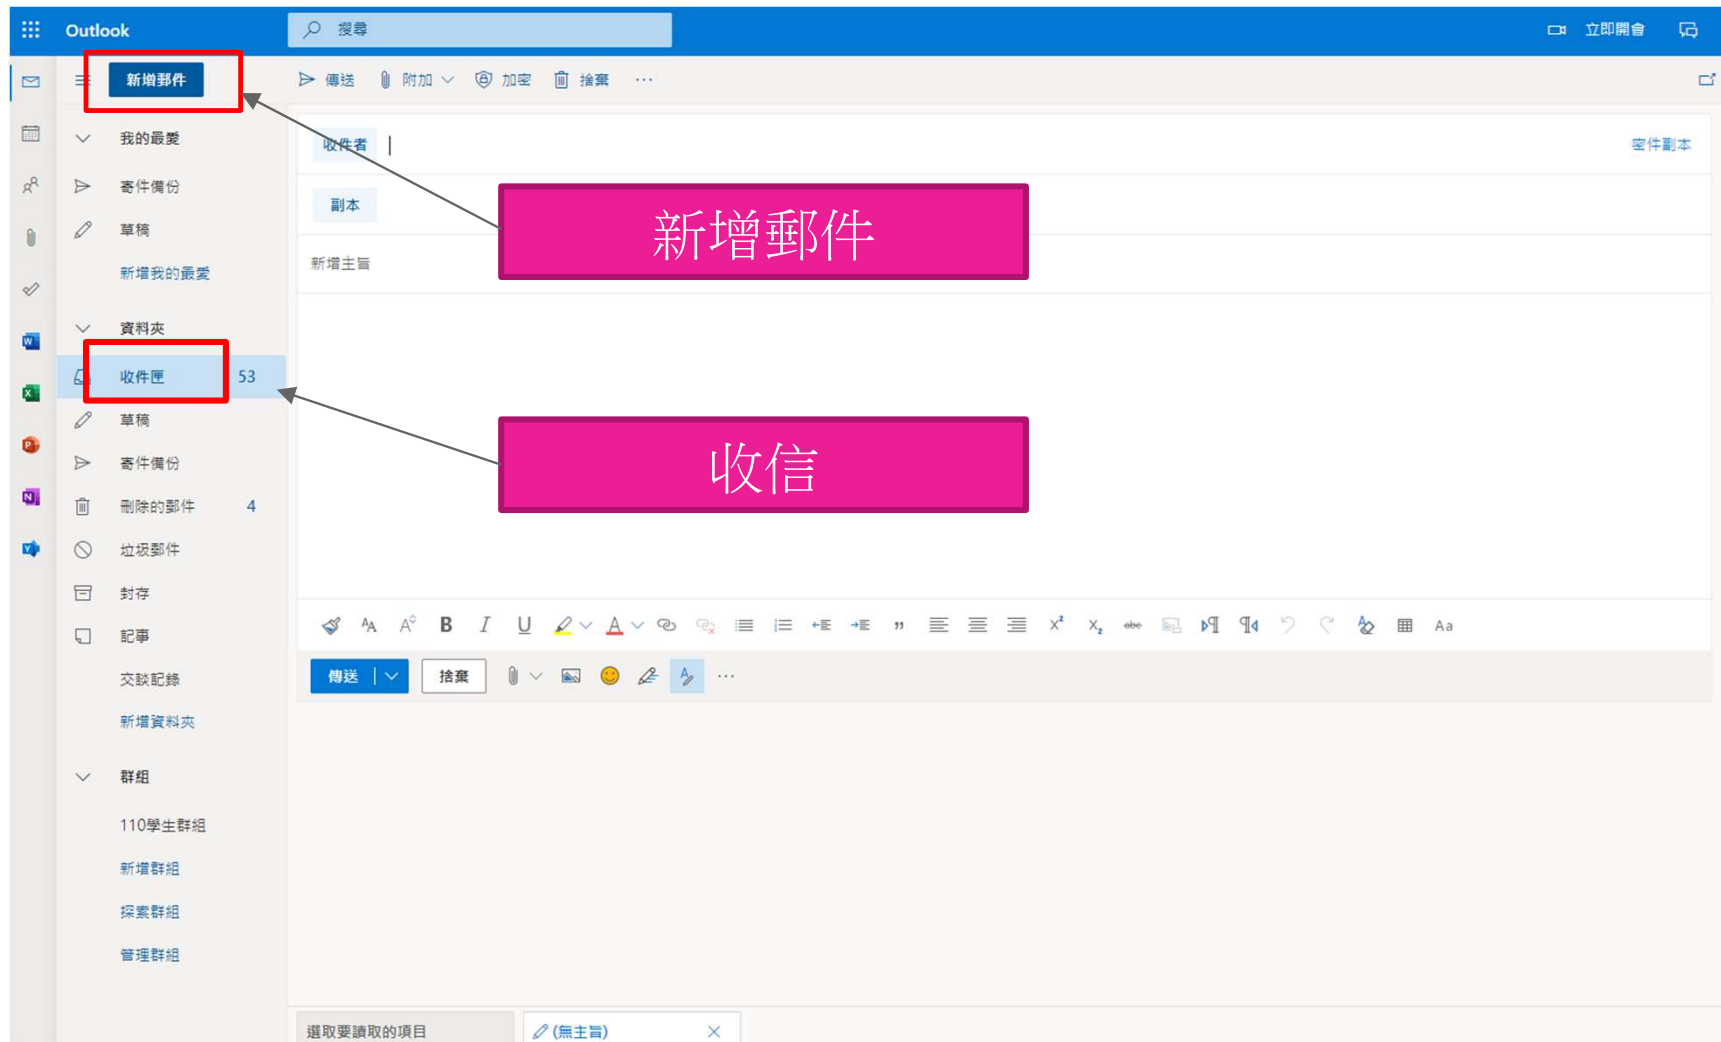 Outlook
搜尋
立即開會
新增郵件
傳送 附加 加密 捨棄 ...
我的最愛
寄件備份
草稿
新增我的最愛
資料夾
收件匣 53
草稿
寄件備份
刪除的郵件 4
垃圾郵件
封存
記事
交談記錄
新增資料夾
群組
110學生群組
新增群組
探索群組
管理群組
收件者
密件副本
副本
新增主旨
新增郵件
收信
傳送 捨棄 ...
選取要讀取的項目
(無主旨)